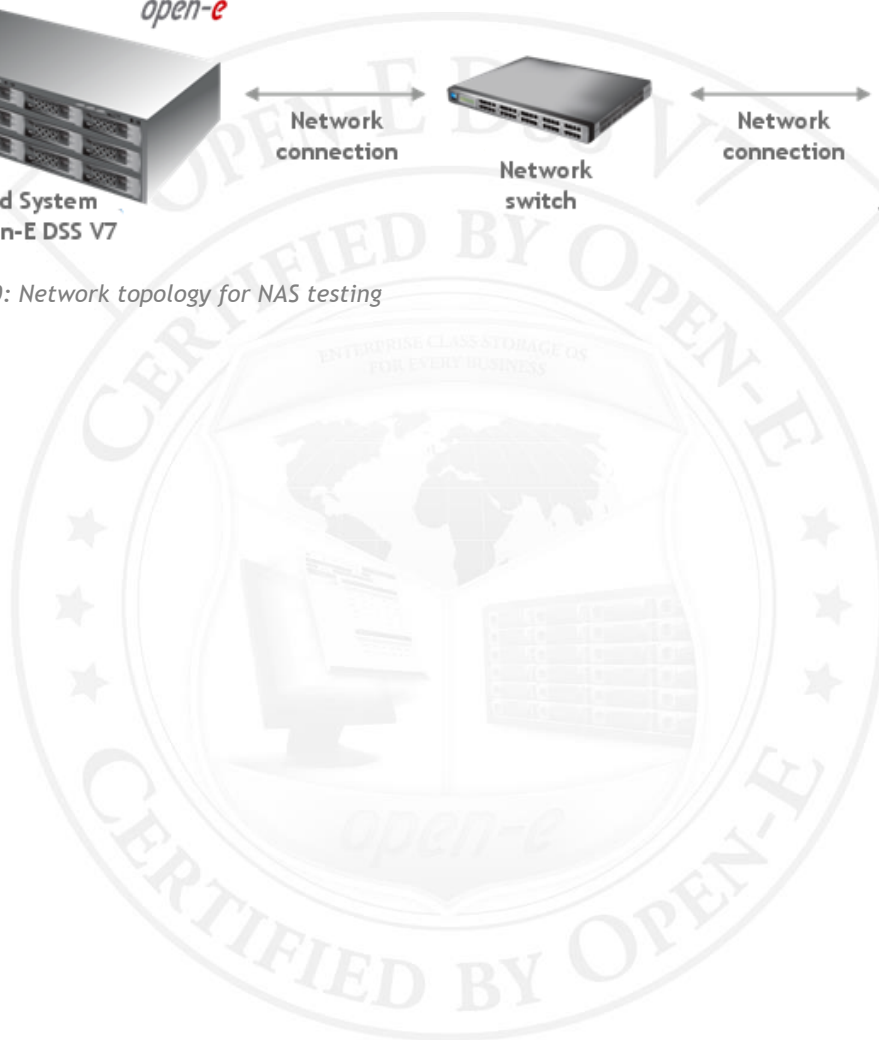 open-e
Network
connection
Network
connection
Network
switch
d System
n-E DSS V7
: Network topology for NAS testing
OPEN-E DSS V7
CERTIFIED BY OPEN-E
ENTERPRISE CLASS STORAGE OS
FOR EVERY BUSINESS
open-e
CERTIFIED BY OPEN-E